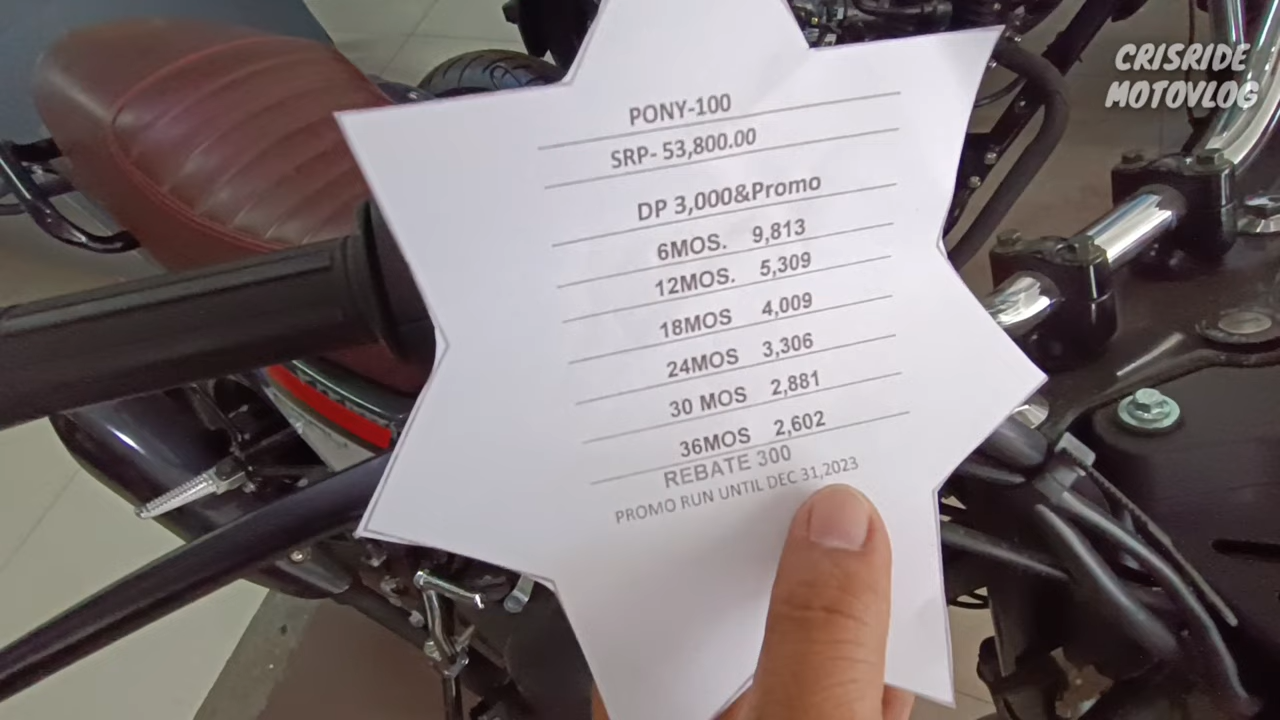 CRISRIDE
MOTOVLOG
PONY-100
SRP- 53,800.00
DP 3,000&Promo
6MOS. 9,813
12MOS. 5,309
18MOS 4,009
24MOS 3,306
30 MOS 2,881
36MOS 2,602
REBATE 300
PROMO RUN UNTIL DEC 31,2023